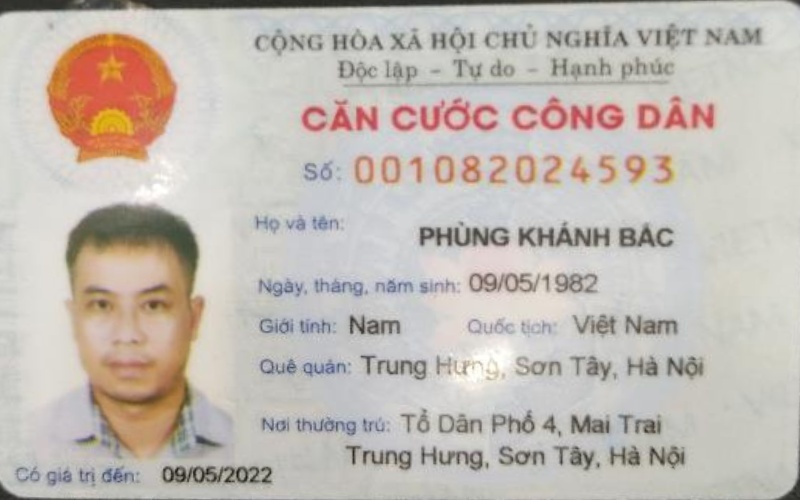 CỘNG HÒA XÃ HỘI CHỦ NGHĨA VIỆT NAM
Độc lập - Tự do - Hạnh phúc
CĂN CƯỚC CÔNG DÂN
Số: 001082024593
Họ và tên: PHÙNG KHÁNH BẮC
Ngày, tháng, năm sinh: 09/05/1982
Giới tính: Nam Quốc tịch: Việt Nam
Quê quán: Trung Hưng, Sơn Tây, Hà Nội
Nơi thường trú: Tổ Dân Phố 4, Mai Trai
Trung Hưng, Sơn Tây, Hà Nội
Có giá trị đến: 09/05/2022